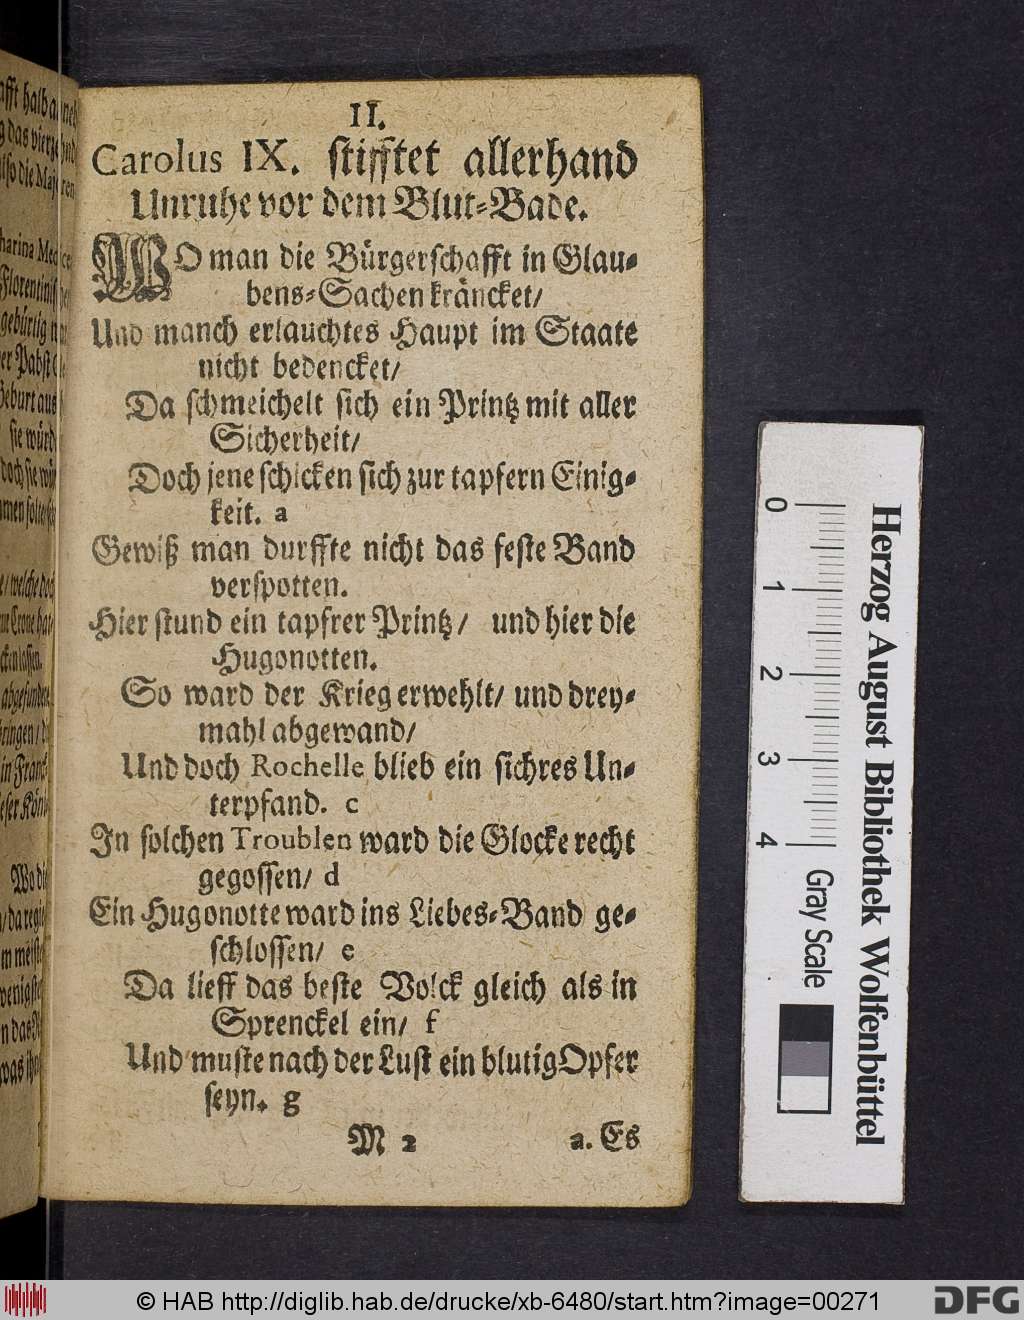 II.
Carolus IX. stifftet allerhand
Unruhe vor dem Blut-Bade.
WO man die Bürgerschafft in Glau-
bens-Sachen kräncket/
Und manch erlauchtes Haupt im Staate
nicht bedencket/
Da schmeichelt sich ein Printz mit aller
Sicherheit/
Doch jene schicken sich zur tapfern Einig-
keit. a
Gewiß man durffte nicht das feste Band
verspotten.
Hier stund ein tapfrer Printz/ und hier die
Hugonotten.
So ward der Krieg erwehlt/ und drey-
mahl abgewand/
Und doch Rochelle blieb ein sichres Un-
terpfand. c
In solchen Troublen ward die Glocke recht
gegossen/ d
Ein Hugonotte ward ins Liebes-Band ge-
schlossen/ e
Da lieff das beste Volck gleich als in
Sprenckel ein/ f
Und muste nach der Lust ein blutig Opfer
seyn. g
M 2
a. Es
0 1 2 3 4
Gray Scale
Herzog August Bibliothek Wolfenbüttel
© HAB http://diglib.hab.de/drucke/xb-6480/start.htm?image=00271
DFG